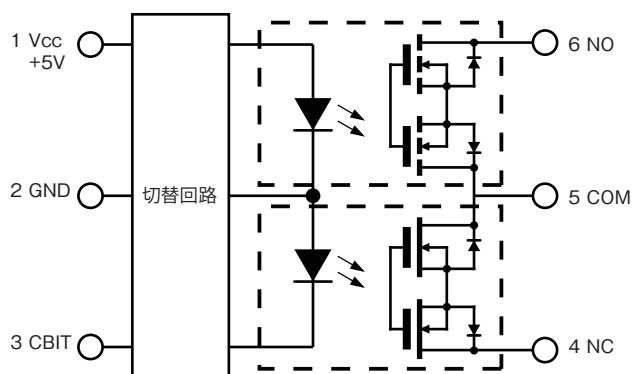 1 Vcc
+5V
6 NO
2 GND
切替回路
5 COM
3 CBIT
4 NC